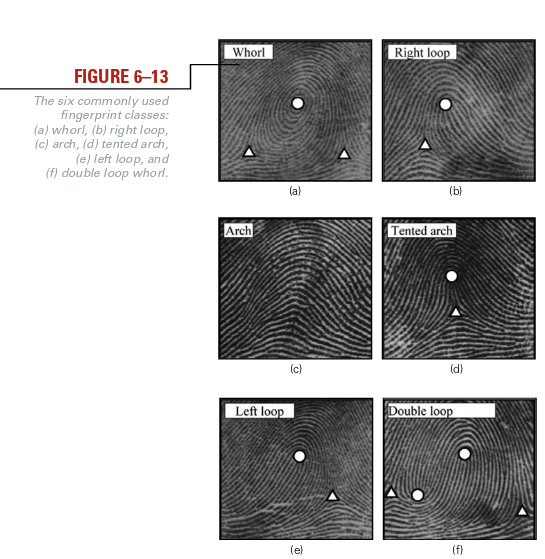 FIGURE 6–13
The six commonly used
fingerprint classes:
(a) whorl, (b) right loop,
(c) arch, (d) tented arch,
(e) left loop, and
(f) double loop whorl.
Whorl
Right loop
(a)
(b)
Arch
Tented arch
(c)
(d)
Left loop
Double loop
(e)
(f)